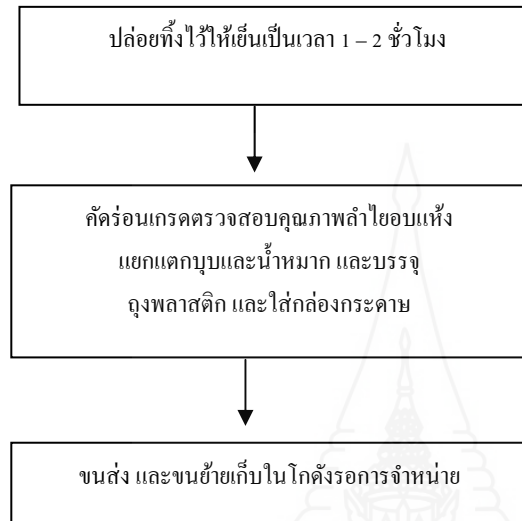 ปล่อยทิ้งไว้ให้เย็นเป็นเวลา 1 – 2 ชั่วโมง
คัดร่อนเกรดตรวจสอบคุณภาพลำไยอบแห้ง
แยกแตกบุบและน้ำหมาก และบรรจุ
ถุงพลาสติก และใส่กล่องกระดาษ
ขนส่ง และขนย้ายเก็บในโกดังรอการจำหน่าย